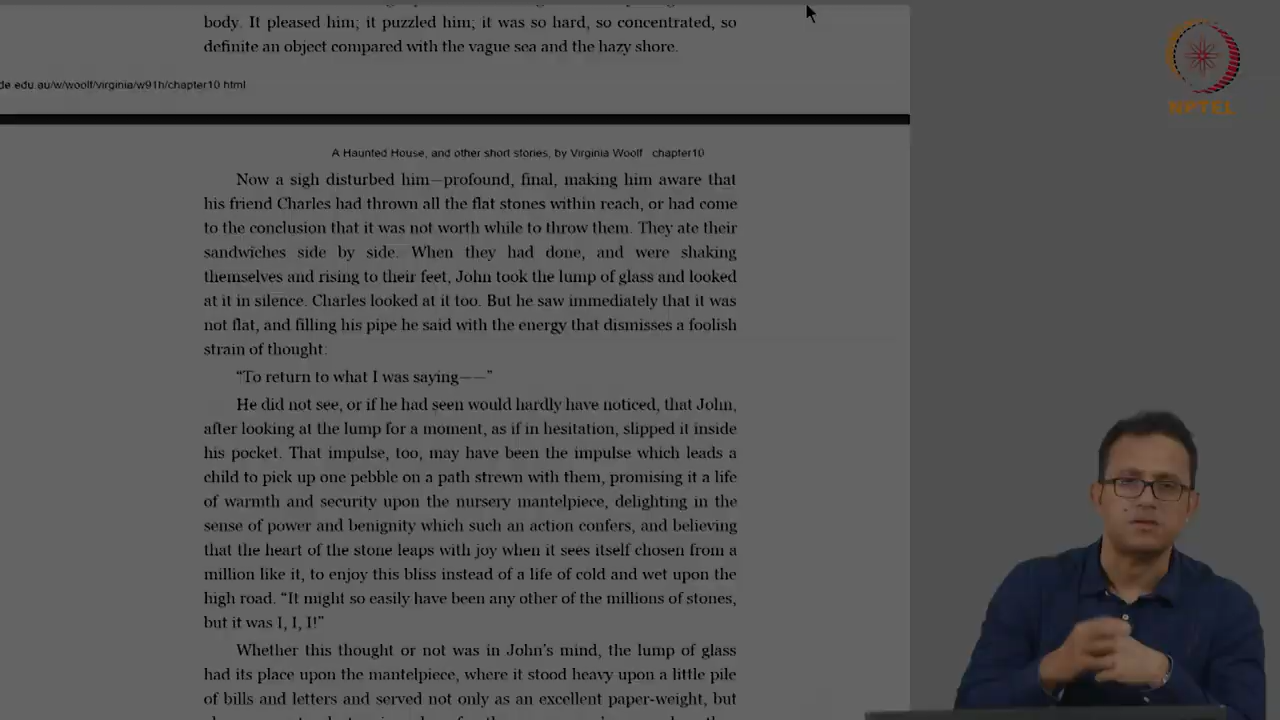 body. It pleased him; it puzzled him; it was so hard, so concentrated, so
definite an object compared with the vague sea and the hazy shore.
de.edu.au/w/woolf/virginia/w91h/chapter10 html
NPTEL
A Haunted House, and other short stories, by Virginia Woolf chapter10
Now a sigh disturbed him—profound, final, making him aware that
his friend Charles had thrown all the flat stones within reach, or had come
to the conclusion that it was not worth while to throw them. They ate their
sandwiches side by side. When they had done, and were shaking
themselves and rising to their feet, John took the lump of glass and looked
at it in silence. Charles looked at it too. But he saw immediately that it was
not flat, and filling his pipe he said with the energy that dismisses a foolish
strain of thought:
“To return to what I was saying——”
He did not see, or if he had seen would hardly have noticed, that John,
after looking at the lump for a moment, as if in hesitation, slipped it inside
his pocket. That impulse, too, may have been the impulse which leads a
child to pick up one pebble on a path strewn with them, promising it a life
of warmth and security upon the nursery mantelpiece, delighting in the
sense of power and benignity which such an action confers, and believing
that the heart of the stone leaps with joy when it sees itself chosen from a
million like it, to enjoy this bliss instead of a life of cold and wet upon the
high road. “It might so easily have been any other of the millions of stones,
but it was I, I, I!”
Whether this thought or not was in John’s mind, the lump of glass
had its place upon the mantelpiece, where it stood heavy upon a little pile
of bills and letters and served not only as an excellent paper-weight, but